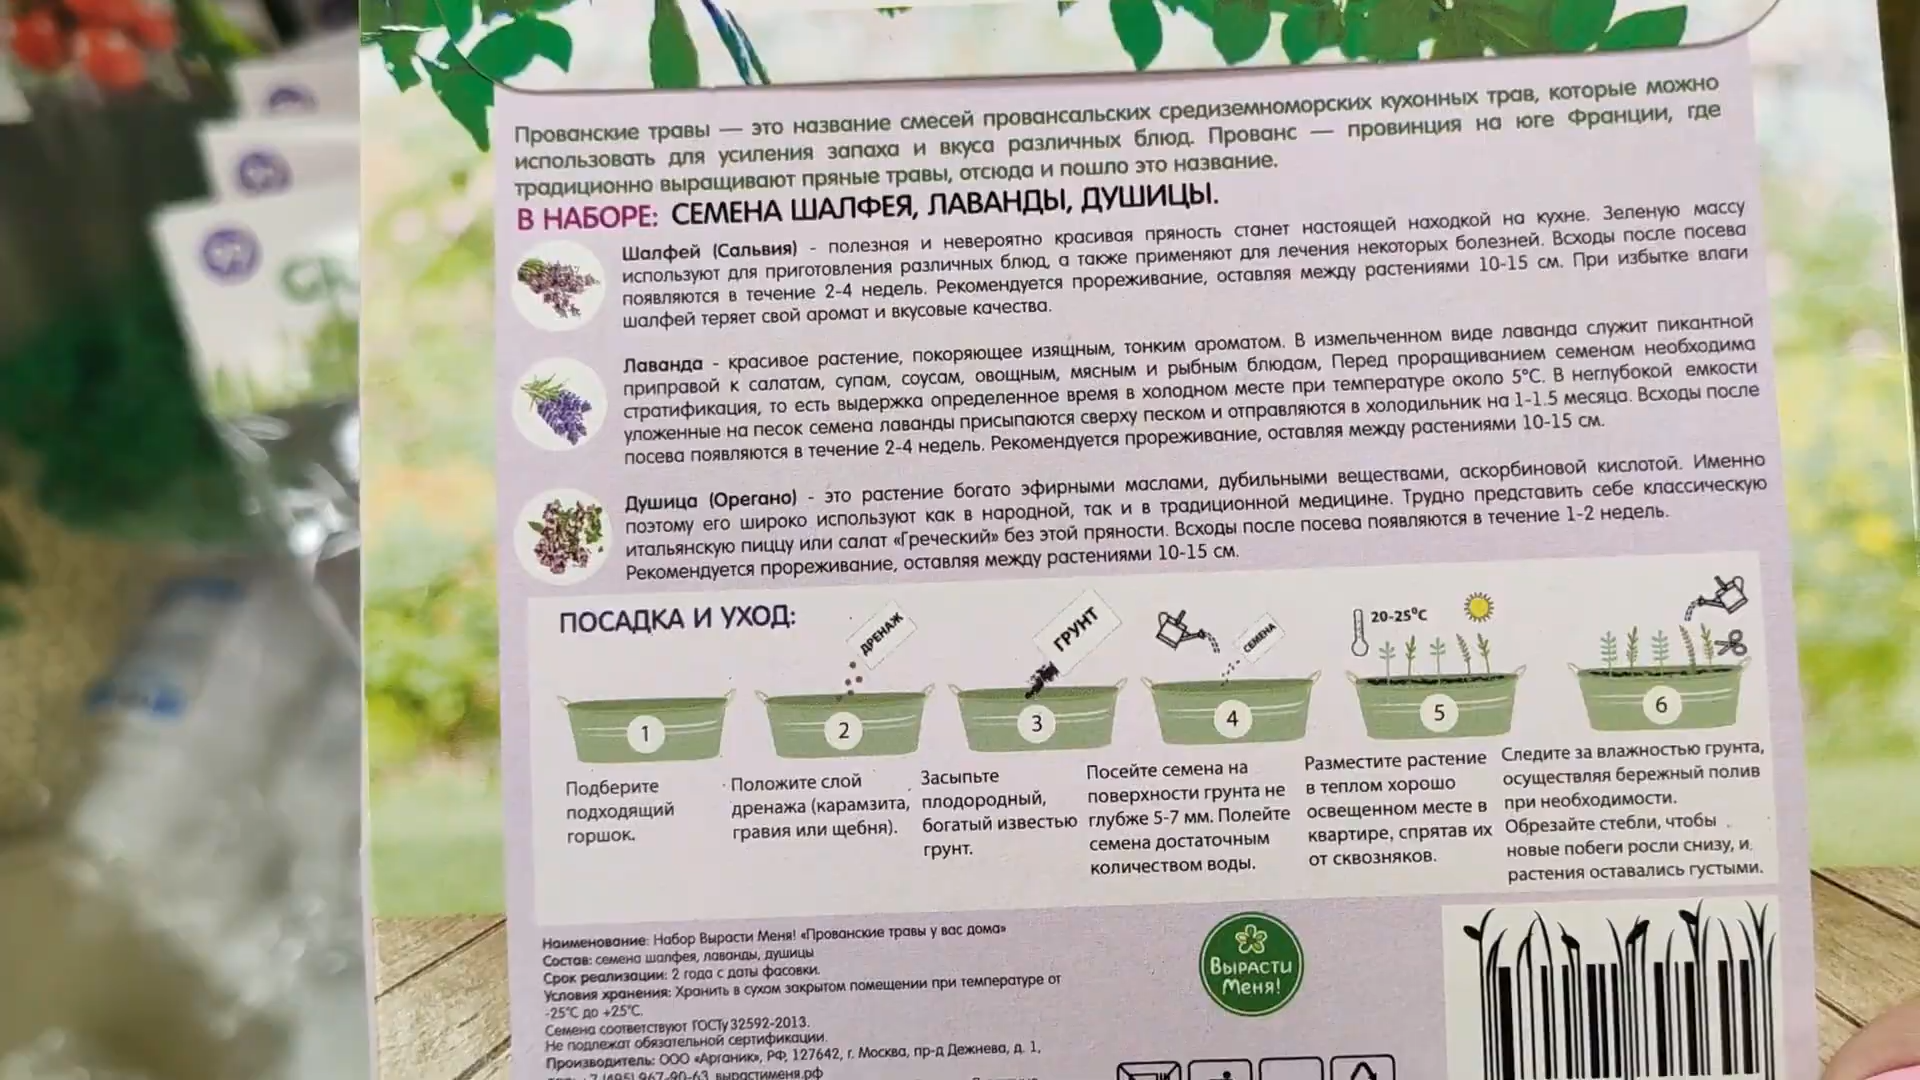 Прованские травы — это название смесей провансальских средиземноморских кухонных трав, которые можно
использовать для усиления запаха и вкуса различных блюд. Прованс — провинция на юге Франции, где
традиционно выращивают пряные травы, отсюда и пошло это название.
В НАБОРЕ: СЕМЕНА ШАЛФЕЯ, ЛАВАНДЫ, ДУШИЦЫ.
Шалфей (Сальвия) - полезная и невероятно красивая пряность станет настоящей находкой на кухне. Зеленую массу
используют для приготовления различных блюд, а также применяют для лечения некоторых болезней. Всходы после посева
появляются в течение 2-4 недель. Рекомендуется прореживание, оставляя между растениями 10-15 см. При избытке влаги
шалфей теряет свой аромат и вкусовые качества.
Лаванда - красивое растение, покоряющее изящным, тонким ароматом. В измельченном виде лаванда служит пикантной
приправой к салатам, супам, соусам, овощным, мясным и рыбным блюдам, Перед проращиванием семенам необходима
стратификация, то есть выдержка определенное время в холодном месте при температуре около 5°С. В неглубокой емкости
уложенные на песок семена лаванды присыпаются сверху песком и отправляются в холодильник на 1-1.5 месяца. Всходы после
посева появляются в течение 2-4 недель. Рекомендуется прореживание, оставляя между растениями 10-15 см.
Душица (Орегано) - это растение богато эфирными маслами, дубильными веществами, аскорбиновой кислотой. Именно
поэтому его широко используют как в народной, так и в традиционной медицине. Трудно представить себе классическую
итальянскую пиццу или салат «Греческий» без этой пряности. Всходы после посева появляются в течение 1-2 недель.
Рекомендуется прореживание, оставляя между растениями 10-15 см.
ПОСАДКА И УХОД:
ДРЕНАЖ
ГРУНТ
СЕМЕНА
20-25°С
1
2
3
4
5
6
Подберите
подходящий
горшок.
Положите слой
дренажа (карамзита,
гравия или щебня).
Засыпьте
плодородный,
богатый известью
грунт.
Посейте семена на
поверхности грунта не
глубже 5-7 мм. Полейте
семена достаточным
количеством воды.
Разместите растение
в теплом хорошо
освещенном месте в
квартире, спрятав их
от сквозняков.
Следите за влажностью грунта,
осуществляя бережный полив
при необходимости.
Обрезайте стебли, чтобы
новые побеги росли снизу, и
растения оставались густыми.
Наименование: Набор Вырасти Меня! «Прованские травы у вас дома»
Состав: семена шалфея, лаванды, душицы
Срок реализации: 2 года с даты фасовки.
Условия хранения: Хранить в сухом закрытом помещении при температуре от
-25°С до +25°С.
Семена соответствуют ГОСТу 32592-2013.
Не подлежат обязательной сертификации.
Производитель: ООО «Арганик», РФ, 127642, г. Москва, пр-д Дежнева, д. 1,
+7 (495) 967-90-63, вырастименя.рф
Вырасти
Меня!